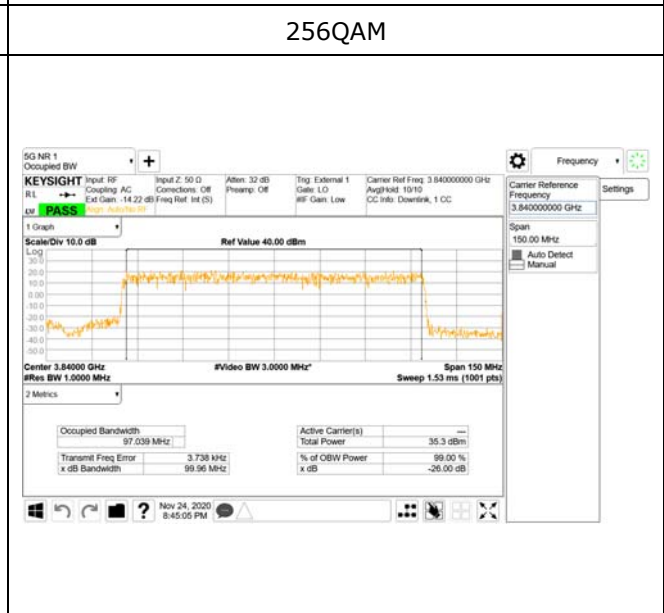 256QAM
5G NR 1
Occupied BW
+
Frequency
KEYSIGHT Input: RF Input Z: 50 Ω Atten: 32 dB Trig: External 1 Carrier Ref Freq: 3.840000000 GHz
RL Coupling: AC Corrections: Off Preamp: Off Gate: LO Avg|Hold: 10/10
Ext Gain: -14.22 dB Freq Ref: Int (S) #IF Gain: Low CC Info: Downlink, 1 CC
PASS Align: Auto/No RF
Carrier Reference
Frequency
3.840000000 GHz
Settings
Span
150.00 MHz
Auto Detect
Manual
1 Graph
Scale/Div 10.0 dB Ref Value 40.00 dBm
Log
30.0
20.0
10.0
0.00
-10.0
-20.0
-30.0
-40.0
-50.0
Center 3.84000 GHz #Video BW 3.0000 MHz* Span 150 MHz
#Res BW 1.0000 MHz Sweep 1.53 ms (1001 pts)
2 Metrics
Occupied Bandwidth
97.039 MHz
Transmit Freq Error 3.738 kHz
x dB Bandwidth 99.96 MHz
Active Carrier(s) ---
Total Power 35.3 dBm
% of OBW Power 99.00 %
x dB -26.00 dB
? Nov 24, 2020
8:45:05 PM